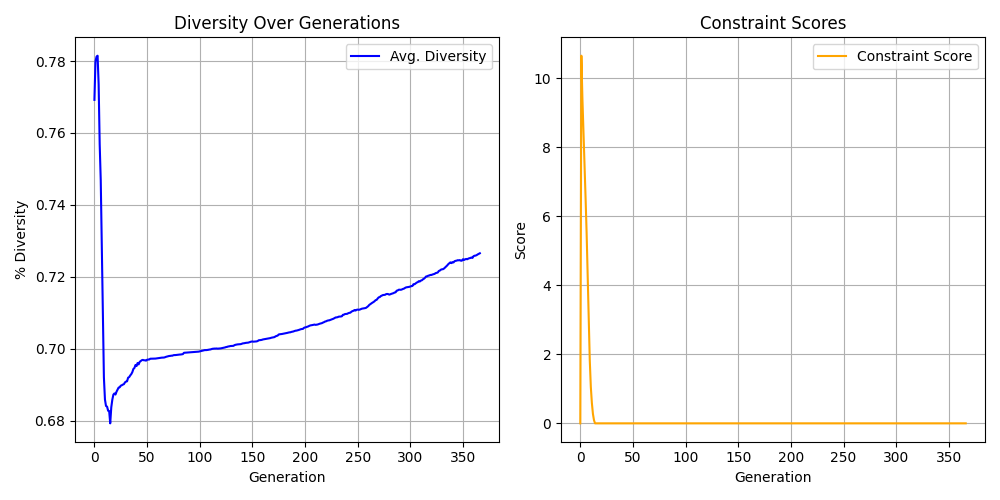 Diversity Over Generations
Avg. Diversity
% Diversity
0.78
0.76
0.74
0.72
0.70
0.68
0 50 100 150 200 250 300 350
Generation
Constraint Scores
Constraint Score
Score
10
8
6
4
2
0
0 50 100 150 200 250 300 350
Generation